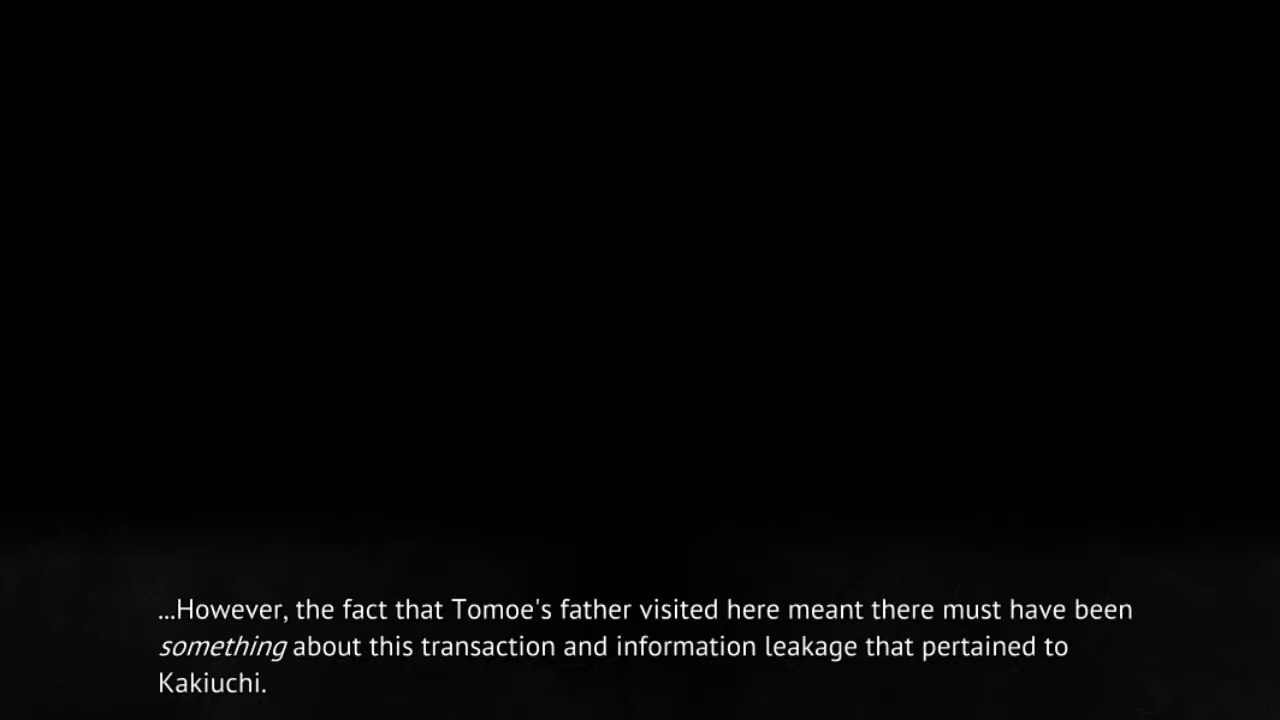 ...However, the fact that Tomoe's father visited here meant there must have been
something about this transaction and information leakage that pertained to
Kakiuchi.